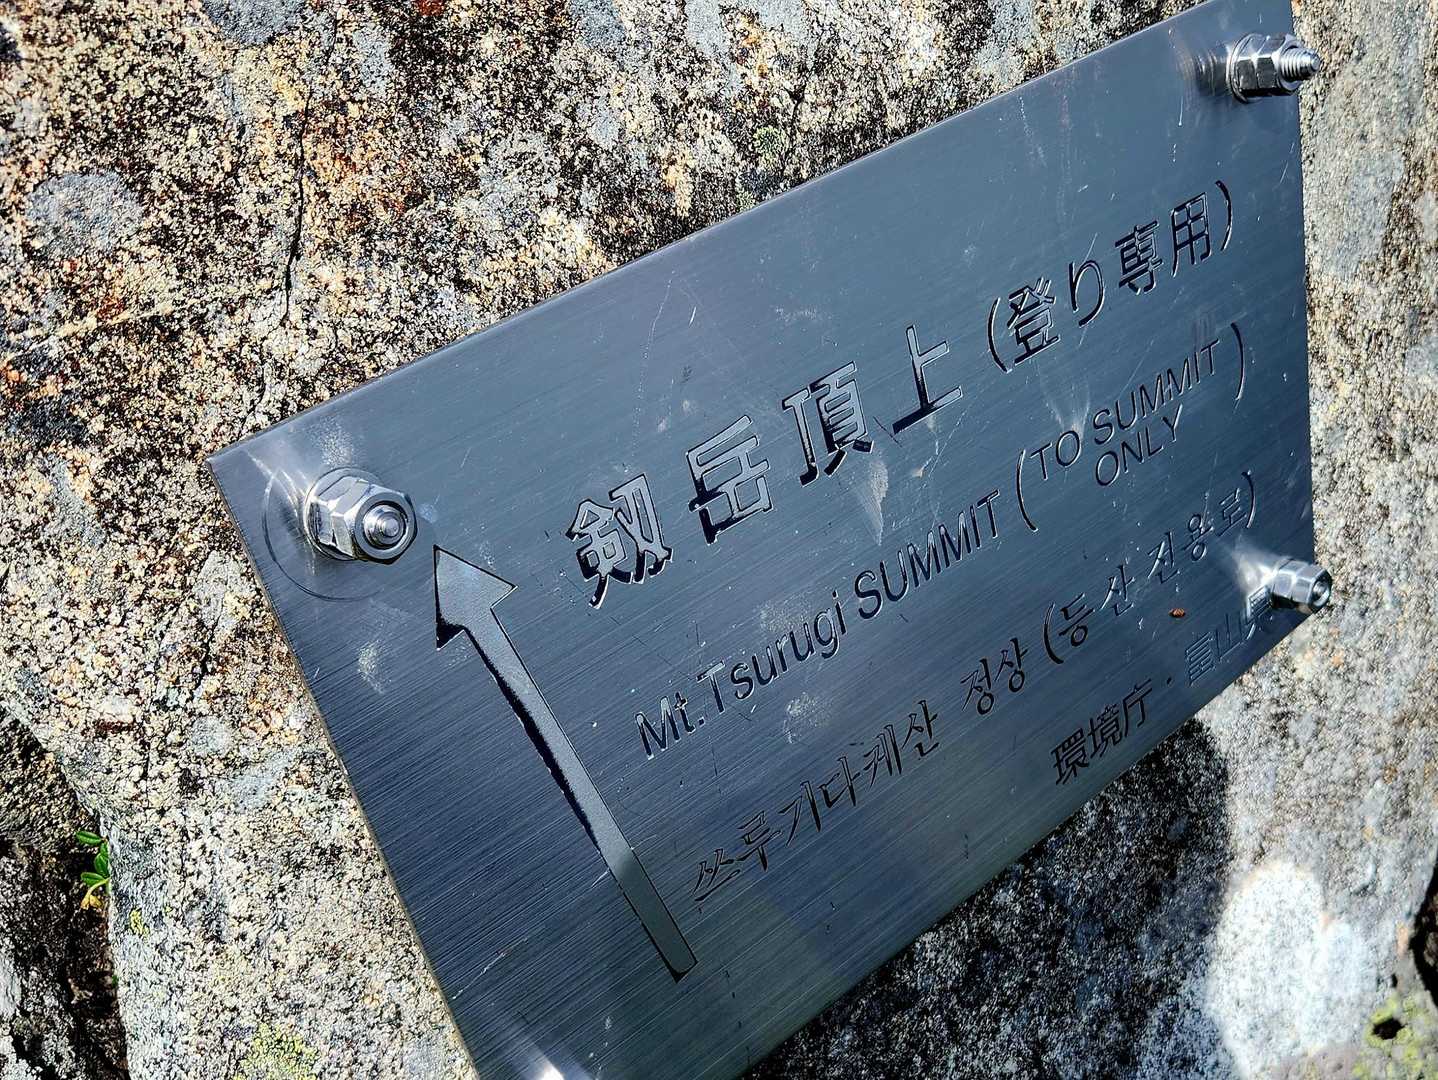 剱岳頂上(登り専用)
Mt.Tsurugi SUMMIT (TO SUMMIT ONLY)
쓰루기다케산 정상 (등산 전용로)
環境庁・富山県